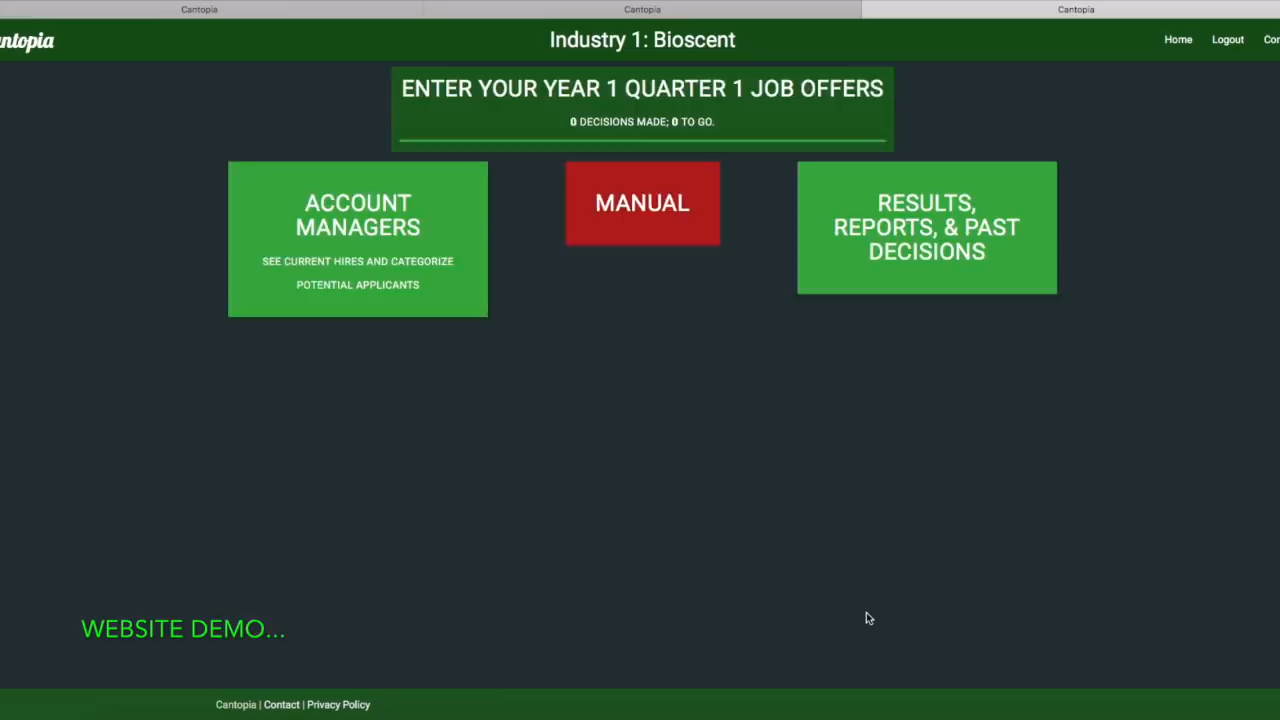 Cantopia
Cantopia
Cantopia
ntopia
Industry 1: Bioscent
Home
Logout
Con
ENTER YOUR YEAR 1 QUARTER 1 JOB OFFERS
0 DECISIONS MADE; 0 TO GO.
ACCOUNT
MANAGERS
SEE CURRENT HIRES AND CATEGORIZE
POTENTIAL APPLICANTS
MANUAL
RESULTS,
REPORTS, & PAST
DECISIONS
WEBSITE DEMO...
Cantopia | Contact | Privacy Policy